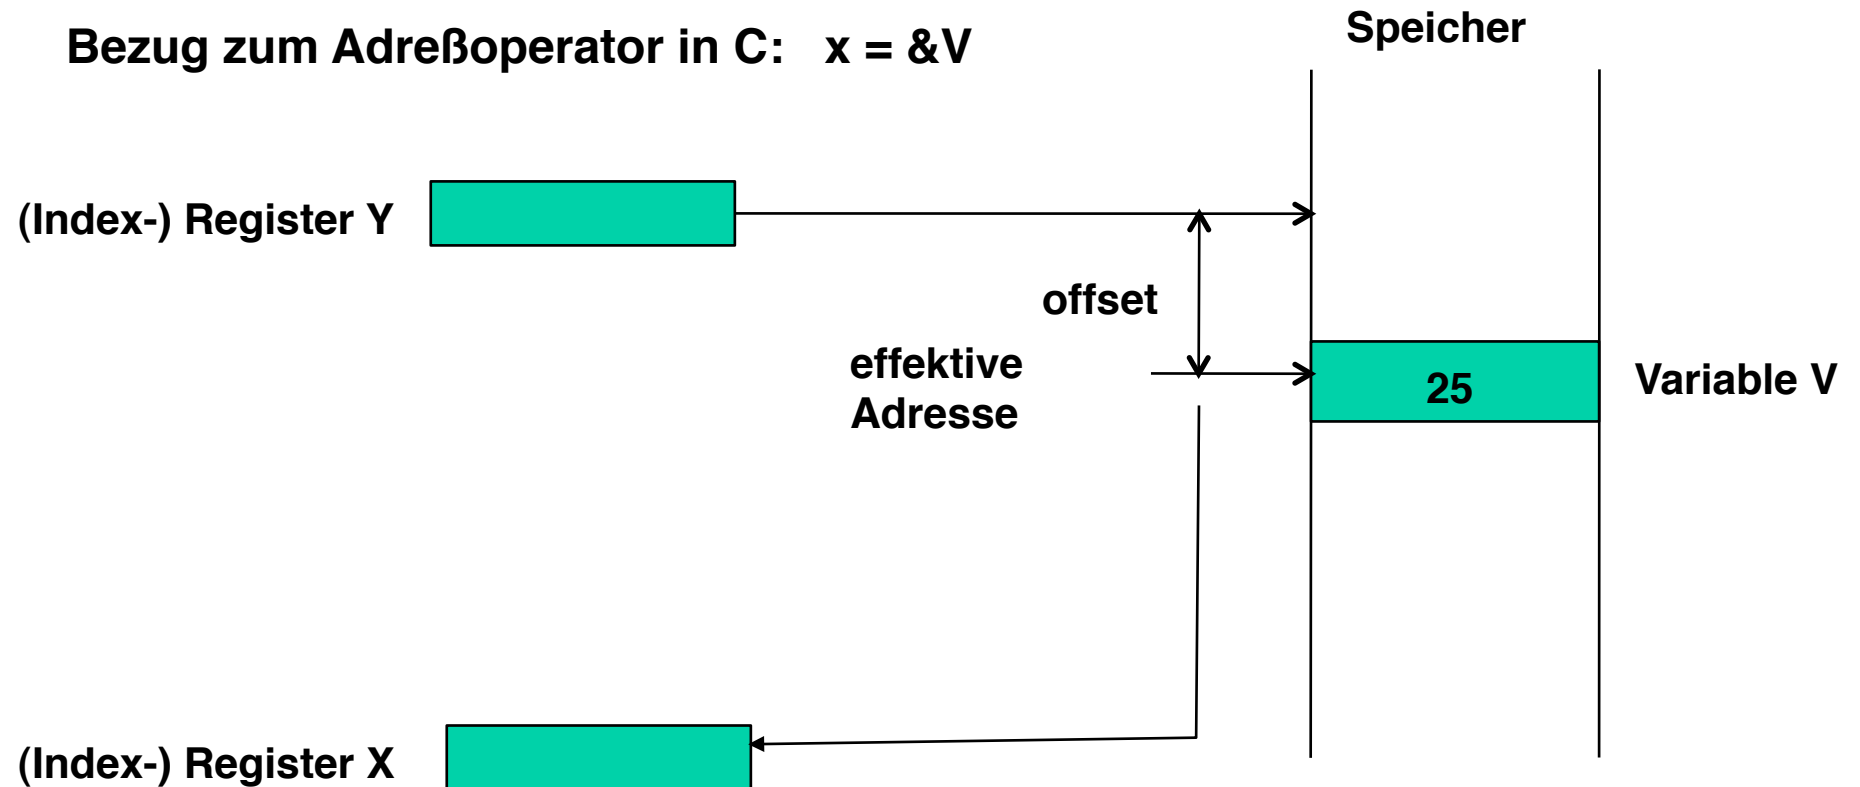 Bezug zum Adreßoperator in C:   x = &V
Speicher
(Index-) Register Y
offset
effektive
Adresse
25
Variable V
(Index-) Register X